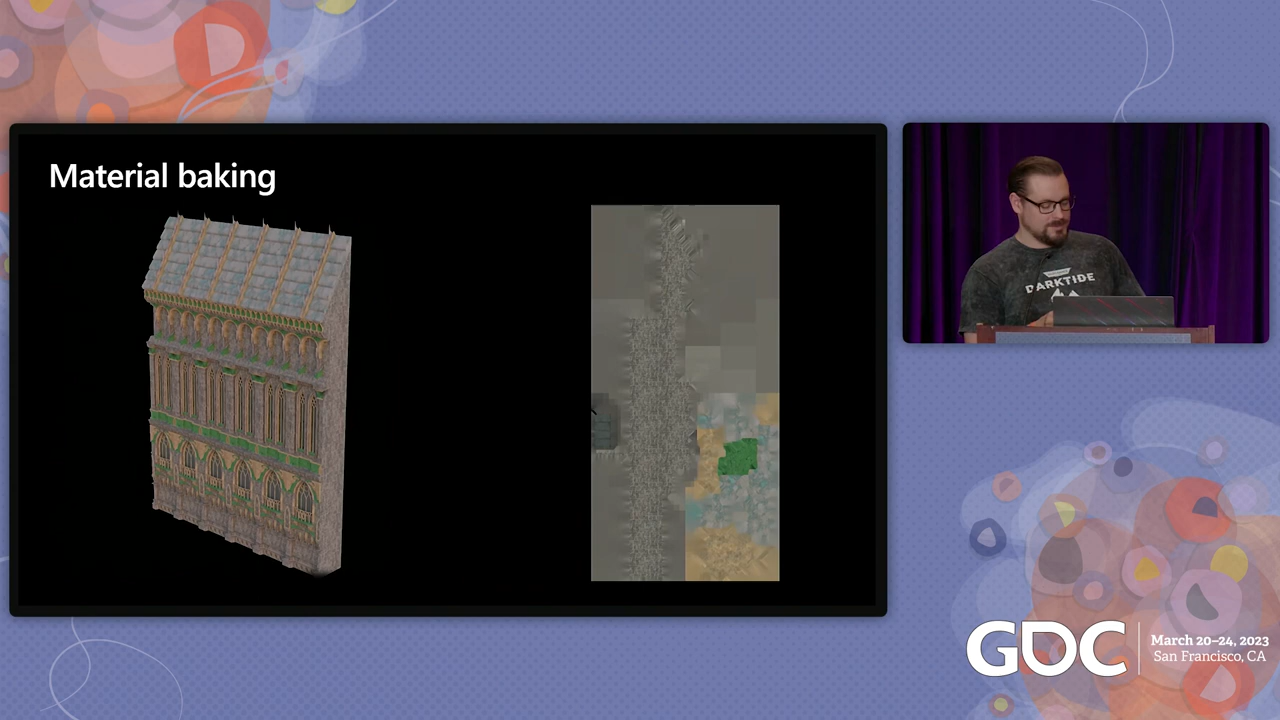 Material baking
DARKTIDE
GDC
March 20–24, 2023
San Francisco, CA